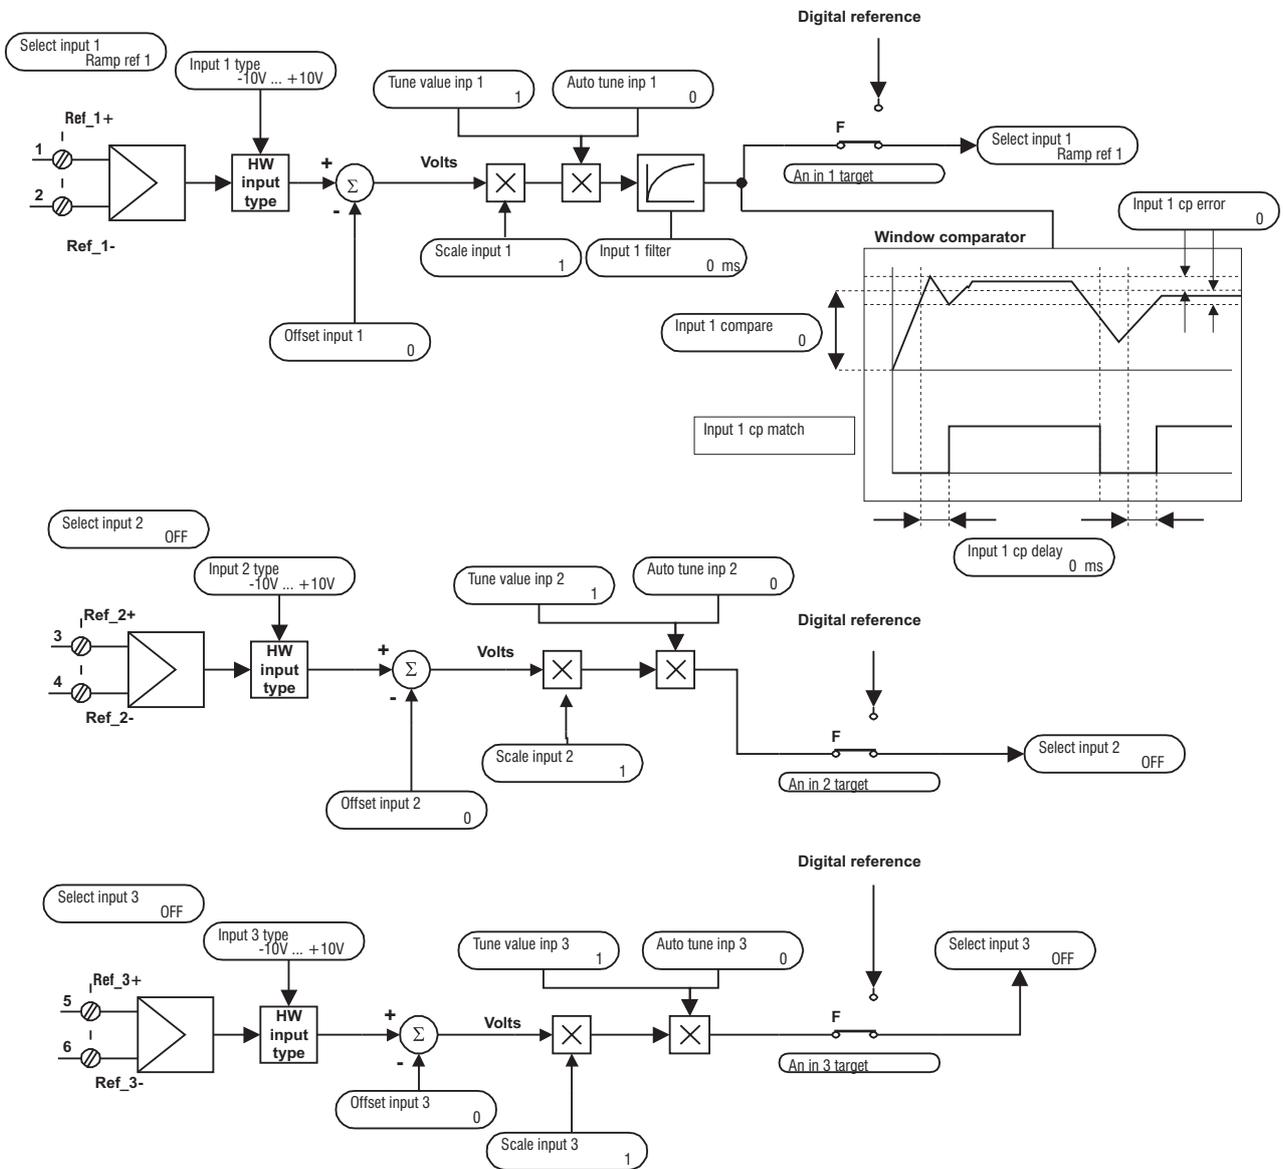 Digital reference
Select input 1
Ramp ref 1
Input 1 type
-10V ... +10V
Tune value inp 1
1
Auto tune inp 1
0
Ref_1+
1
2
Ref_1-
HW
input
type
+
Σ
-
Volts
F
An in 1 target
Select input 1
Ramp ref 1
Scale input 1
1
Input 1 filter
0 ms
Offset input 1
0
Input 1 cp error
0
Window comparator
Input 1 compare
0
Input 1 cp match
Input 1 cp delay
0 ms
Select input 2
OFF
Input 2 type
-10V ... +10V
Tune value inp 2
1
Auto tune inp 2
0
Digital reference
Ref_2+
3
4
Ref_2-
HW
input
type
+
Σ
-
Volts
Scale input 2
1
Offset input 2
0
F
An in 2 target
Select input 2
OFF
Digital reference
Select input 3
OFF
Input 3 type
-10V ... +10V
Tune value inp 3
1
Auto tune inp 3
0
Select input 3
OFF
Ref_3+
5
6
Ref_3-
HW
input
type
+
Σ
-
Volts
F
An in 3 target
Offset input 3
0
Scale input 3
1